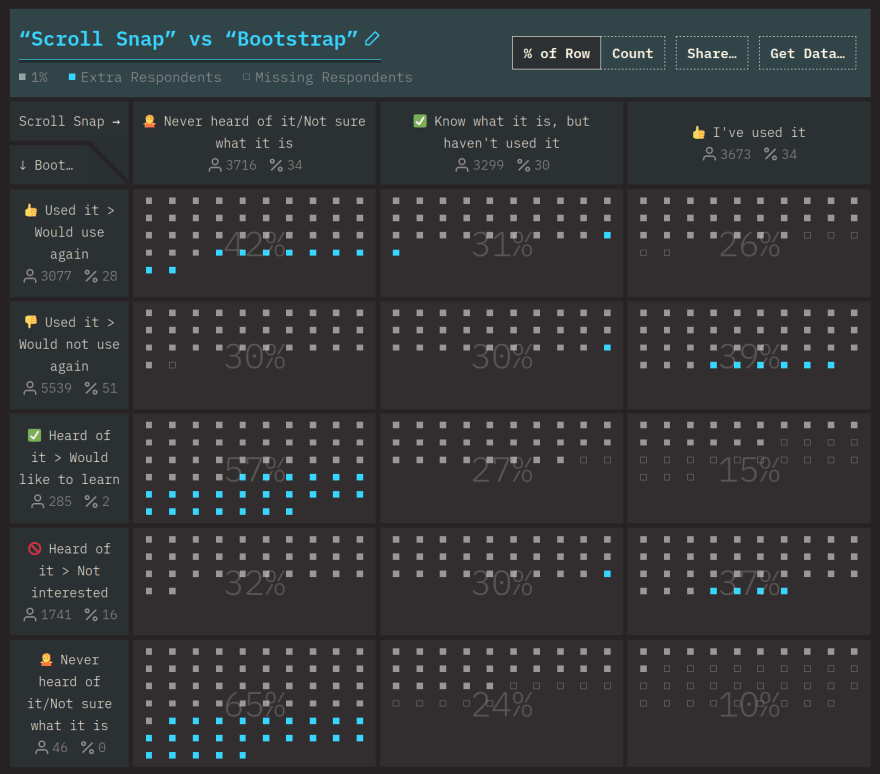 “Scroll Snap” vs “Bootstrap”
% of Row Count Share… Get Data…
1% Extra Respondents Missing Respondents
Scroll Snap →
↓ Boot…
Never heard of it/Not sure
what it is
3716 34
Know what it is, but
haven't used it
3299 30
I've used it
3673 34
Used it >
Would use
again
3077 28
42% 31% 26%
Used it >
Would not use
again
5539 51
30% 30% 39%
Heard of
it > Would
like to learn
285 2
57% 27% 15%
Heard of
it > Not
interested
1741 16
32% 30% 37%
Never
heard of
it/Not sure
what it is
46 0
65% 24% 10%